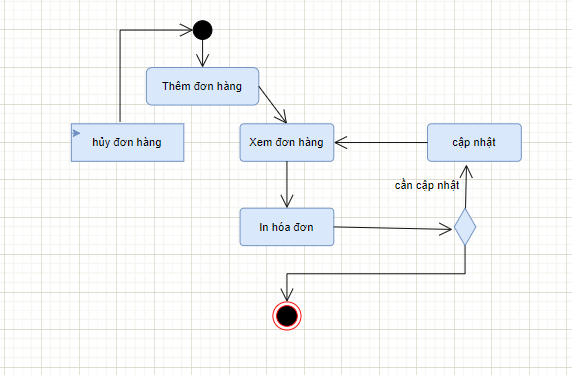 Thêm đơn hàng
hủy đơn hàng
Xem đơn hàng
cập nhật
cần cập nhật
In hóa đơn